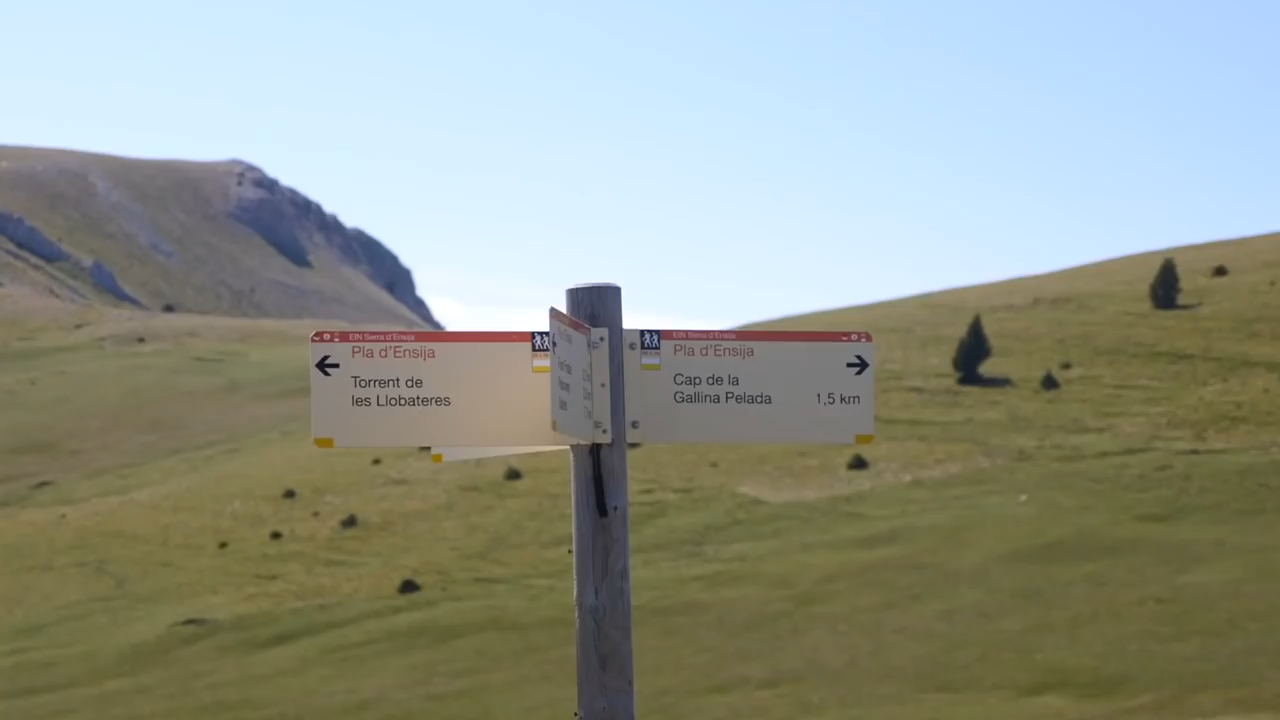 EIN Serra d'Ensija
Pla d'Ensija
Torrent de
les Llobateres
EIN Serra d'Ensija
Pla d'Ensija
Cap de la
Gallina Pelada 1,5 km